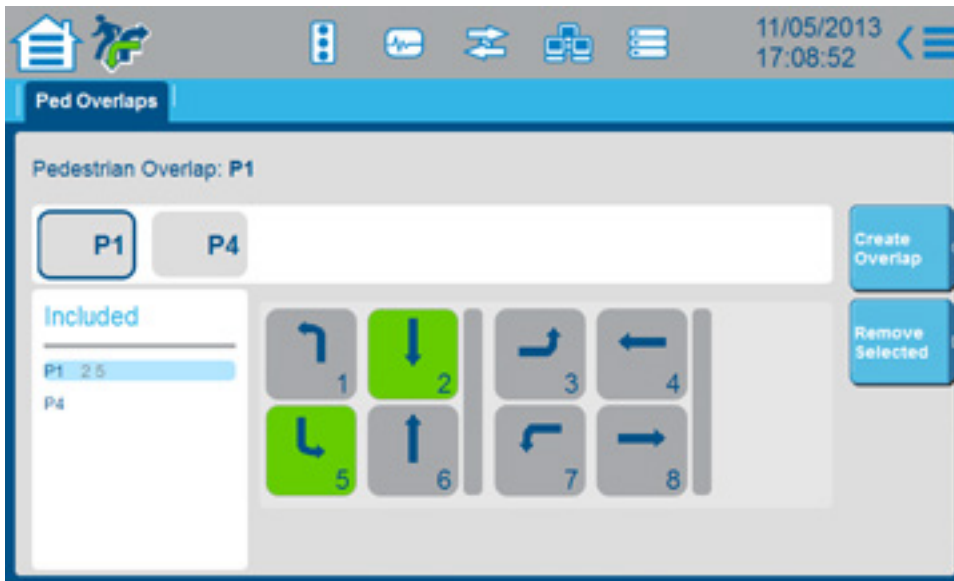 11/05/2013
17:08:52
Ped Overlaps
Pedestrian Overlap: P1
P1 P4
Create
Overlap
Included
P1 2 5
P4
1 2 3 4
5 6 7 8
Remove
Selected